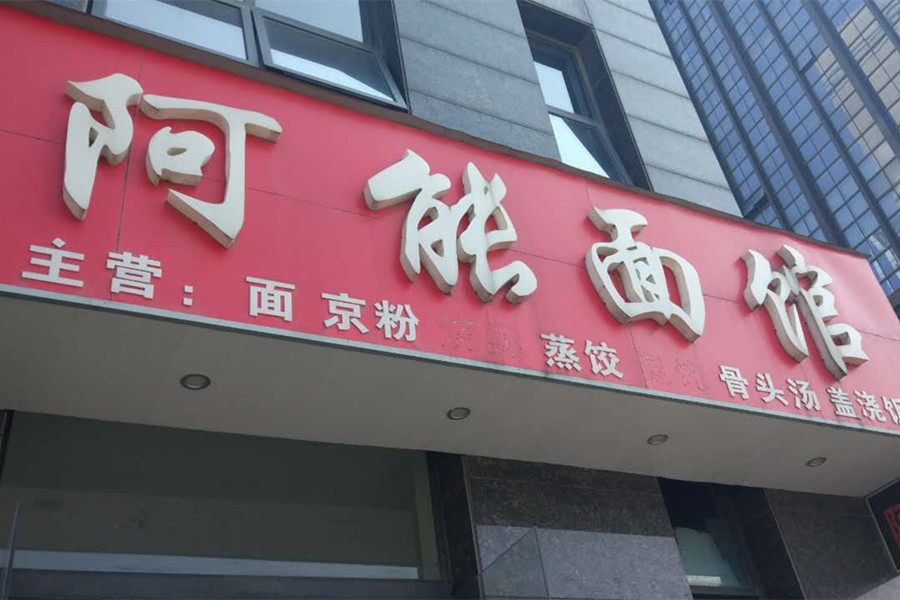 阿能面馆
主营：面 京粉 蒸饺 骨头汤 盖浇饭